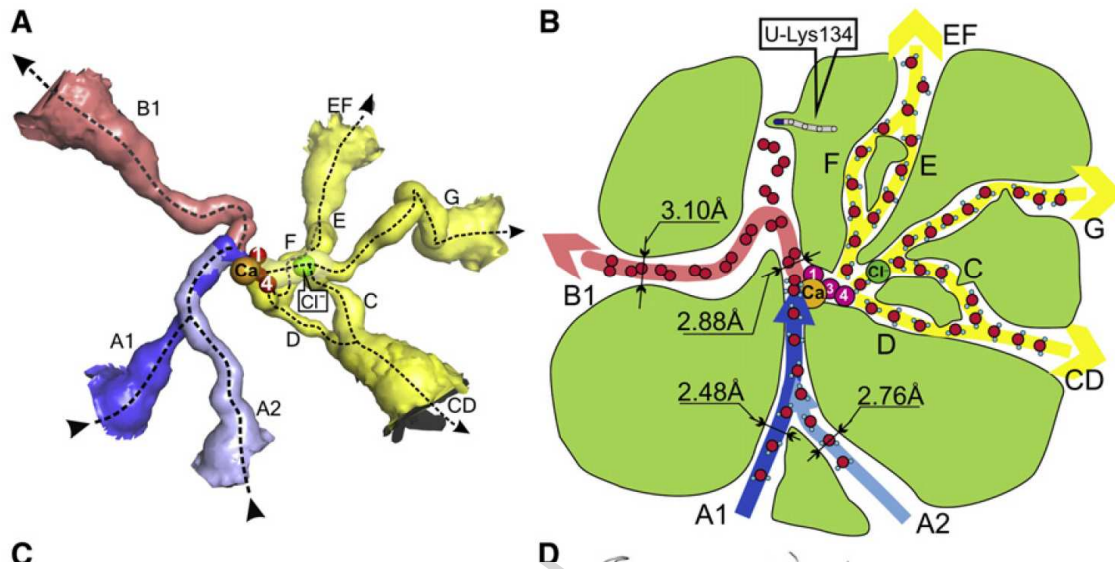 A
B1
EF
G
E
F
1
Ca
4
Cl⁻
C
D
A1
A2
CD
B
U-Lys134
EF
F
E
G
3.10Å
B1
1
Ca
3
4
Cl⁻
C
2.88Å
D
CD
2.48Å
2.76Å
A1
A2
C
D